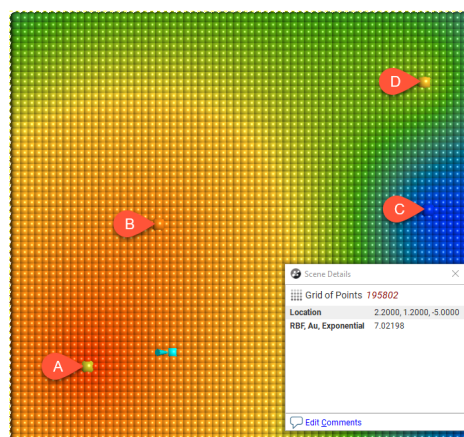 D
C
B
Scene Details
Grid of Points 195802
Location 2.2000, 1.2000, -5.0000
RBF, Au, Exponential 7.02198
A
Edit Comments